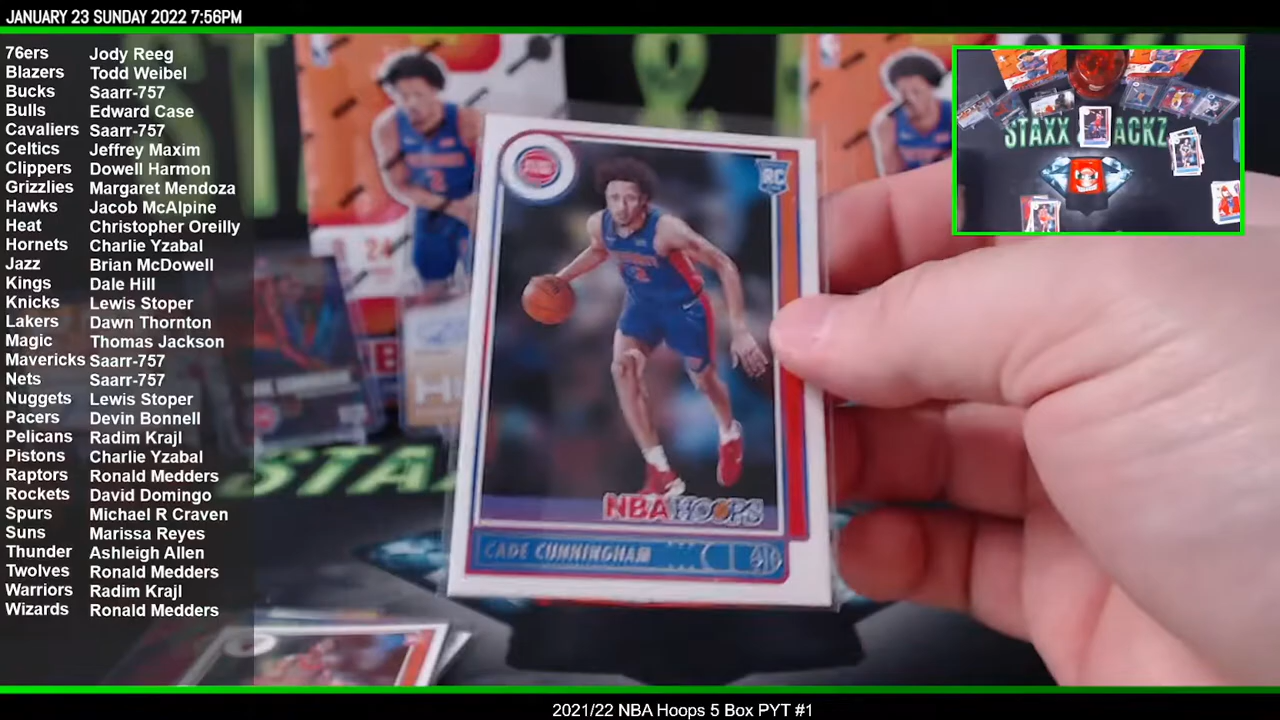 JANUARY 23 SUNDAY 2022 7:56PM
76ers Jody Reeg
Blazers Todd Weibel
Bucks Saarr-757
Bulls Edward Case
Cavaliers Saarr-757
Celtics Jeffrey Maxim
Clippers Dowell Harmon
Grizzlies Margaret Mendoza
Hawks Jacob McAlpine
Heat Christopher Oreilly
Hornets Charlie Yzabal
Jazz Brian McDowell
Kings Dale Hill
Knicks Lewis Stoper
Lakers Dawn Thornton
Magic Thomas Jackson
Mavericks Saarr-757
Nets Saarr-757
Nuggets Lewis Stoper
Pacers Devin Bonnell
Pelicans Radim Krajl
Pistons Charlie Yzabal
Raptors Ronald Medders
Rockets David Domingo
Spurs Michael R Craven
Suns Marissa Reyes
Thunder Ashleigh Allen
Twolves Ronald Medders
Warriors Radim Krajl
Wizards Ronald Medders
RC
NBA HOOPS
CADE CUNNINGHAM
24
STAXX
2021/22 NBA Hoops 5 Box PYT #1